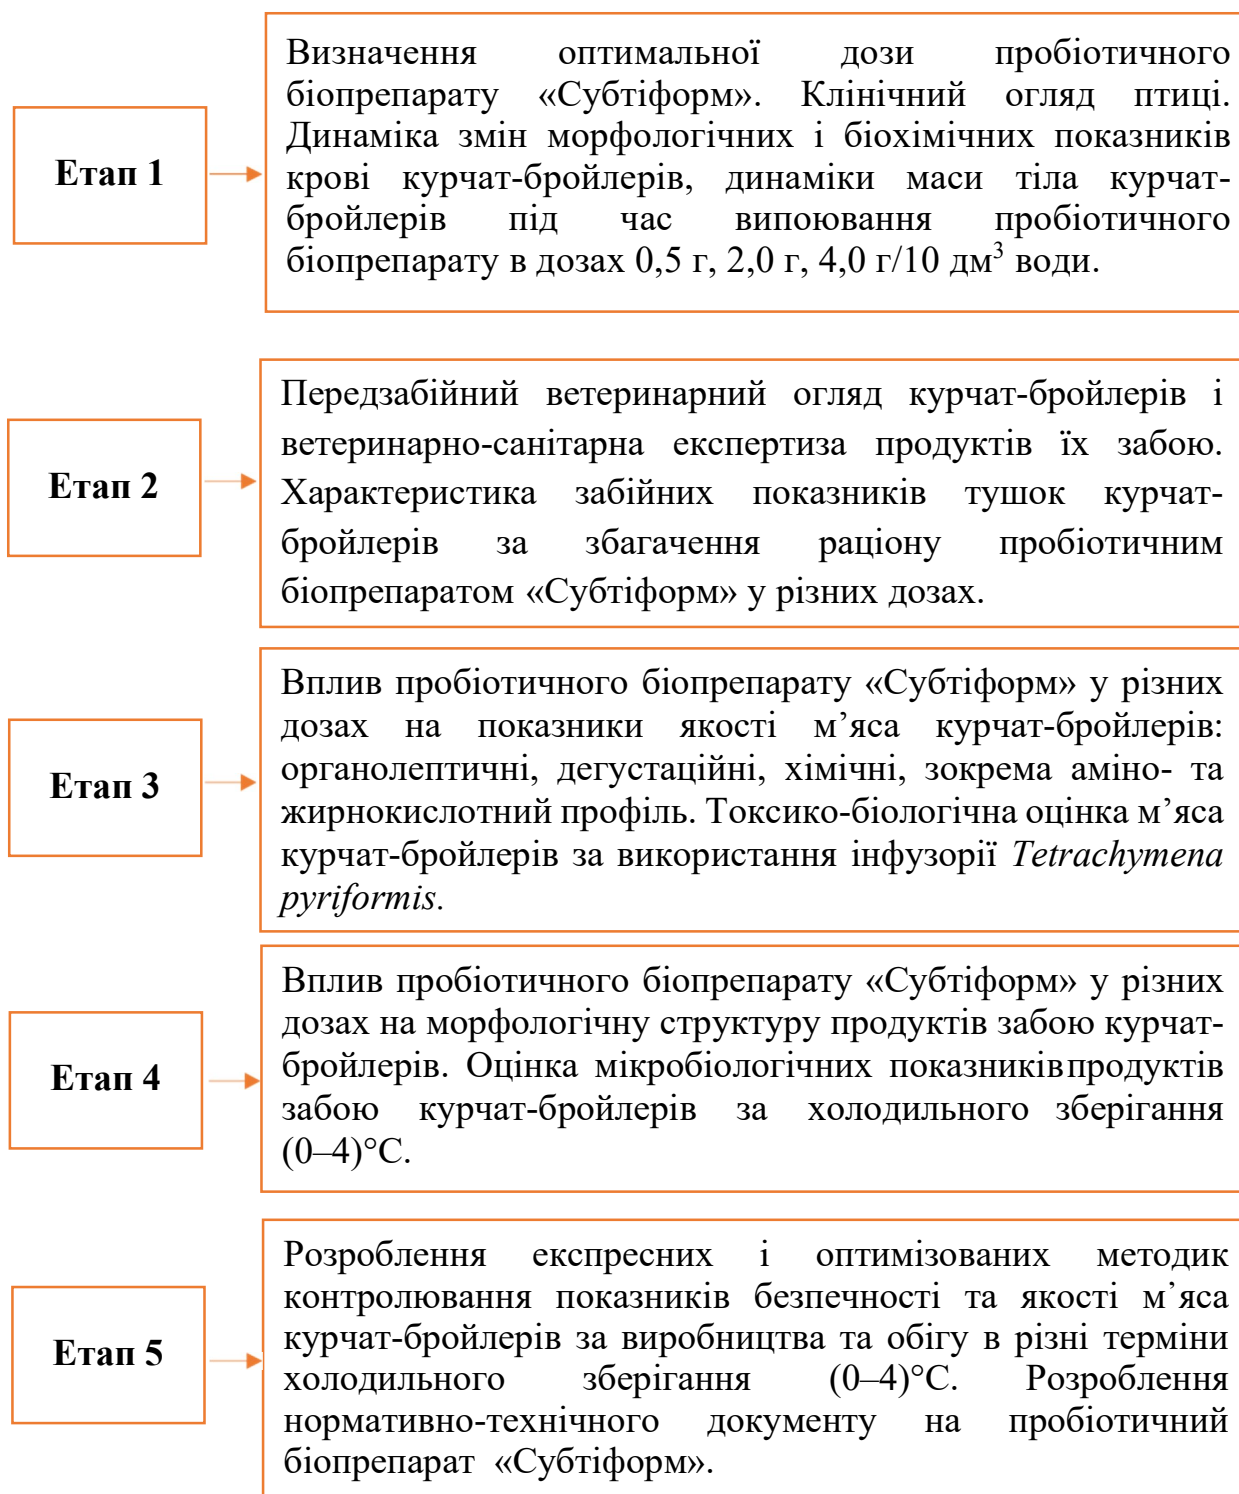 Етап 1
Визначення оптимальної дози пробіотичного
біопрепарату «Субтіформ». Клінічний огляд птиці.
Динаміка змін морфологічних і біохімічних показників
крові курчат-бройлерів, динаміки маси тіла курчат-
бройлерів під час випоювання пробіотичного
біопрепарату в дозах 0,5 г, 2,0 г, 4,0 г/10 дм³ води.
Етап 2
Передзабійний ветеринарний огляд курчат-бройлерів і
ветеринарно-санітарна експертиза продуктів їх забою.
Характеристика забійних показників тушок курчат-
бройлерів за збагачення раціону пробіотичним
біопрепаратом «Субтіформ» у різних дозах.
Етап 3
Вплив пробіотичного біопрепарату «Субтіформ» у різних
дозах на показники якості м’яса курчат-бройлерів:
органолептичні, дегустаційні, хімічні, зокрема аміно- та
жирнокислотний профіль. Токсико-біологічна оцінка м’яса
курчат-бройлерів за використання інфузорії Tetrachymena
pyriformis.
Етап 4
Вплив пробіотичного біопрепарату «Субтіформ» у різних
дозах на морфологічну структуру продуктів забою курчат-
бройлерів. Оцінка мікробіологічних показниківпродуктів
забою курчат-бройлерів за холодильного зберігання
(0–4)°С.
Етап 5
Розроблення експресних і оптимізованих методик
контролювання показників безпечності та якості м’яса
курчат-бройлерів за виробництва та обігу в різні терміни
холодильного зберігання (0–4)°С. Розроблення
нормативно-технічного документу на пробіотичний
біопрепарат «Субтіформ».